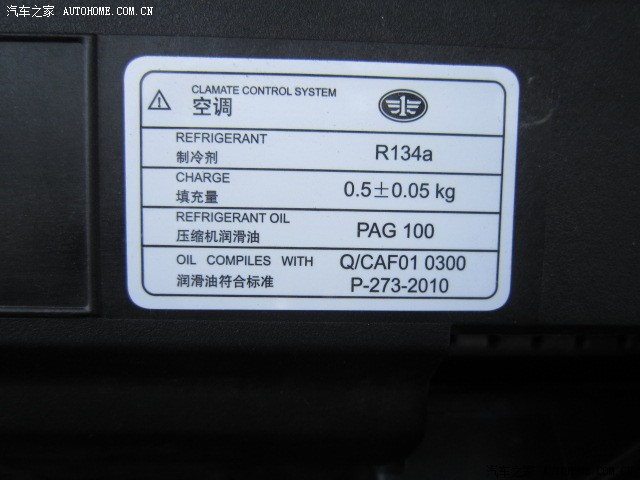 汽车之家 AUTOHOME.COM.CN
CLAMATE CONTROL SYSTEM
空调
REFRIGERANT
制冷剂
R134a
CHARGE
填充量
0.5±0.05 kg
REFRIGERANT OIL
压缩机润滑油
PAG 100
OIL COMPILES WITH
润滑油符合标准
Q/CAF01 0300
P-273-2010